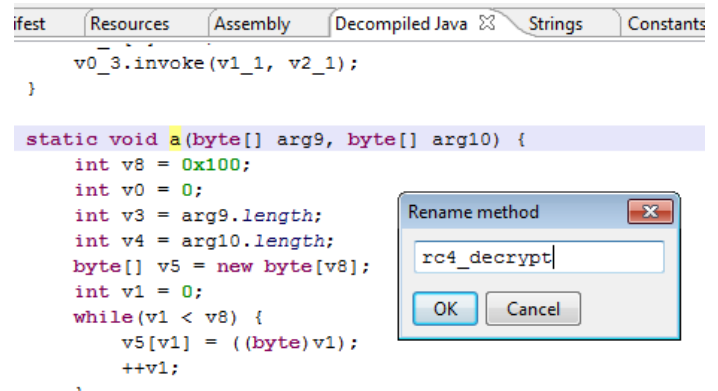 ifest Resources Assembly Decompiled Java Strings Constants
v0_3.invoke(v1_1, v2_1);
}
static void a(byte[] arg9, byte[] arg10) {
int v8 = 0x100;
int v0 = 0;
int v3 = arg9.length;
int v4 = arg10.length;
byte[] v5 = new byte[v8];
int v1 = 0;
while(v1 < v8) {
v5[v1] = ((byte)v1);
++v1;
Rename method
rc4_decrypt
OK Cancel